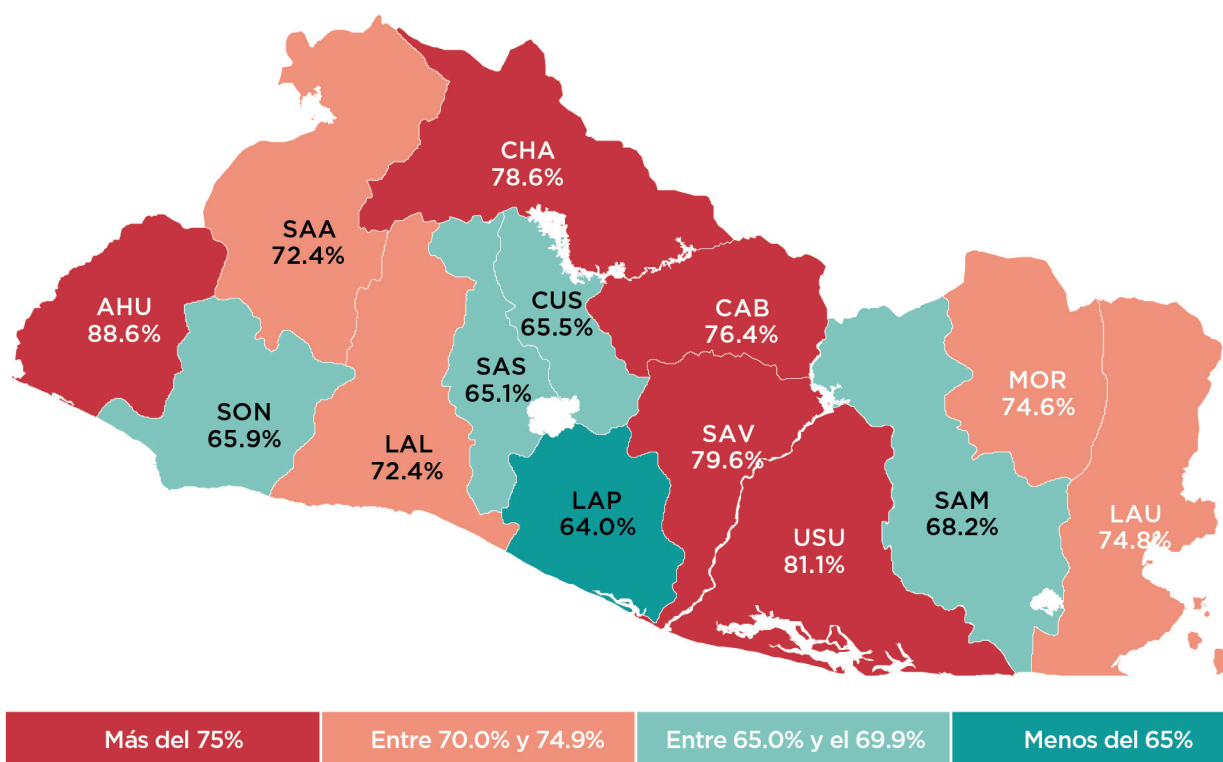 CHA
78.6%
SAA
72.4%
AHU
88.6%
CUS
65.5%
CAB
76.4%
SAS
65.1%
MOR
74.6%
SON
65.9%
LAL
72.4%
SAV
79.6%
LAP
64.0%
SAM
68.2%
LAU
74.8%
USU
81.1%
Más del 75%
Entre 70.0% y 74.9%
Entre 65.0% y el 69.9%
Menos del 65%